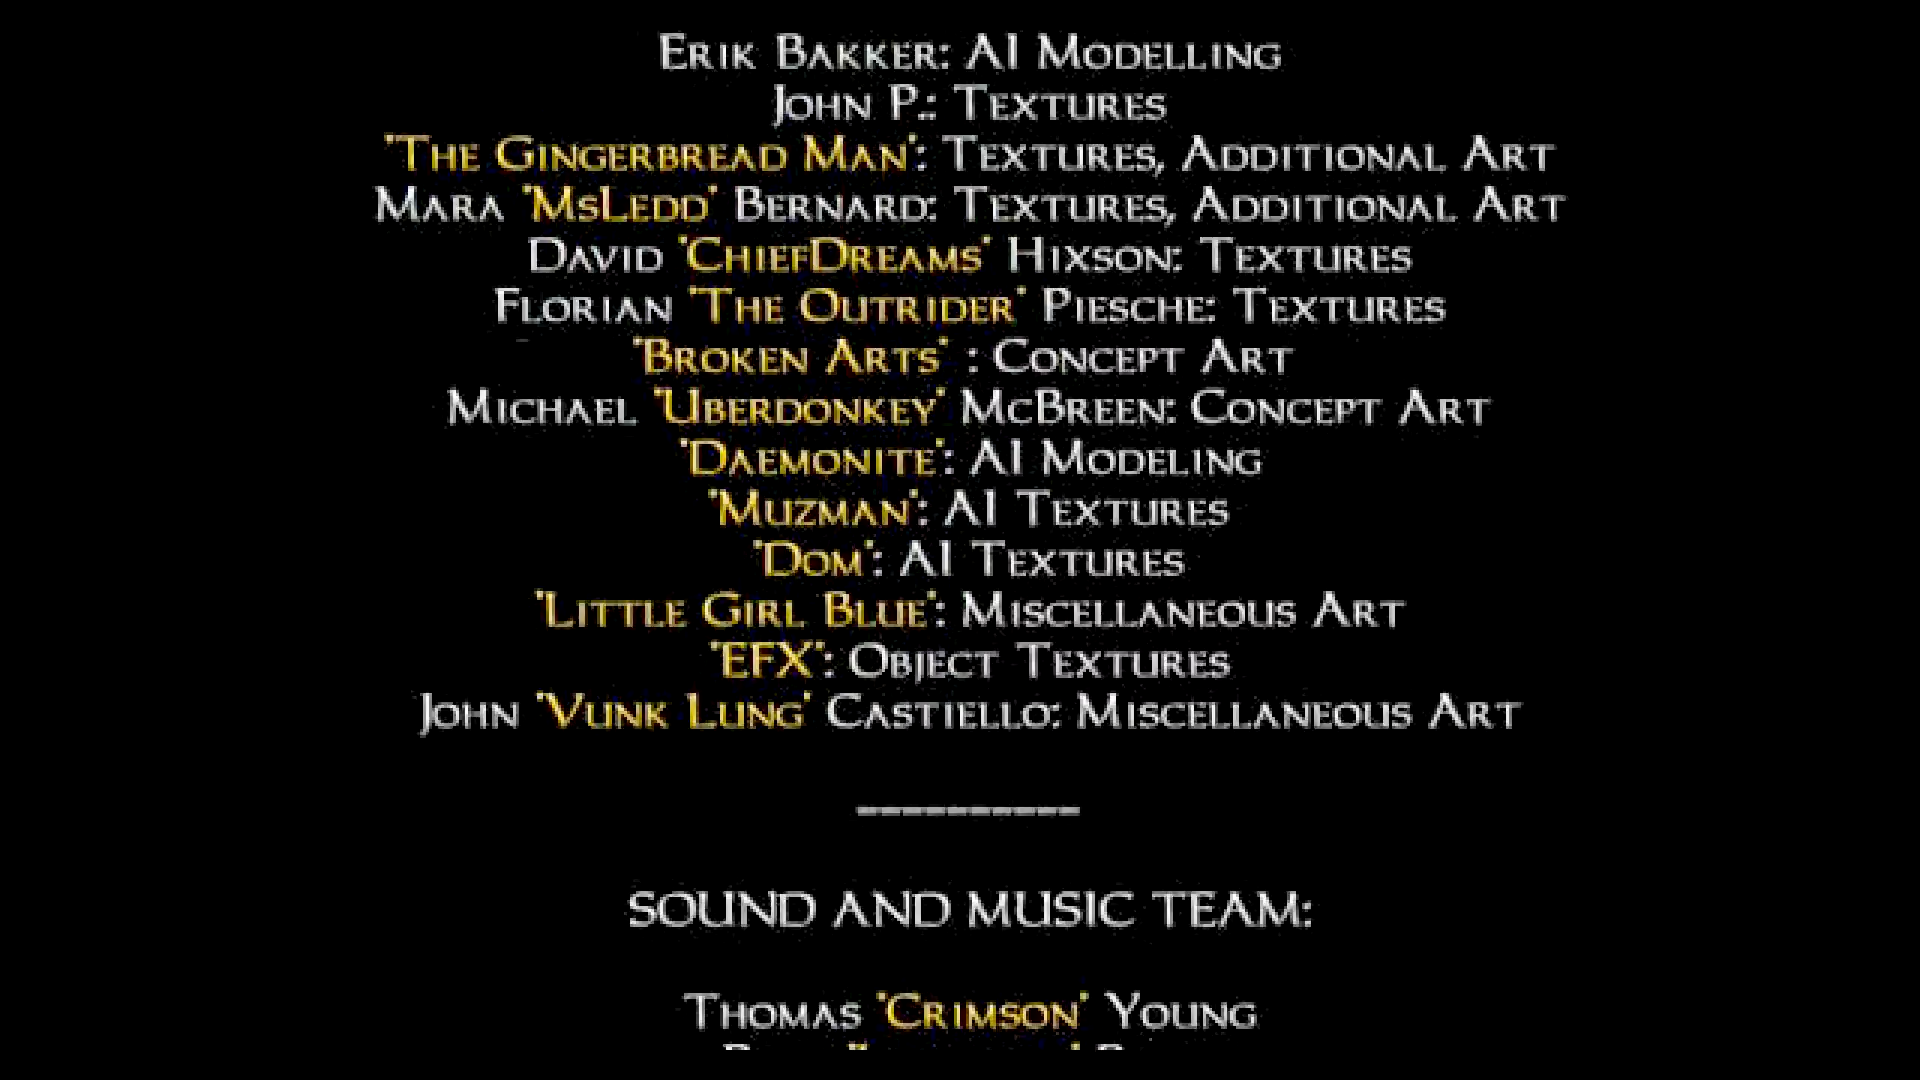 Erik Bakker: AI Modelling
John P.: Textures
'The Gingerbread Man': Textures, Additional Art
Mara 'MsLedd' Bernard: Textures, Additional Art
David 'ChiefDreams' Hixson: Textures
Florian 'The Outrider' Piesche: Textures
'Broken Arts' : Concept Art
Michael 'Uberdonkey' McBreen: Concept Art
'Daemonite': AI Modeling
'Muzman': AI Textures
'Dom': AI Textures
'Little Girl Blue': Miscellaneous Art
'EFX': Object Textures
John 'Vunk Lung' Castiello: Miscellaneous Art
----------
SOUND AND MUSIC TEAM:
Thomas 'Crimson' Young